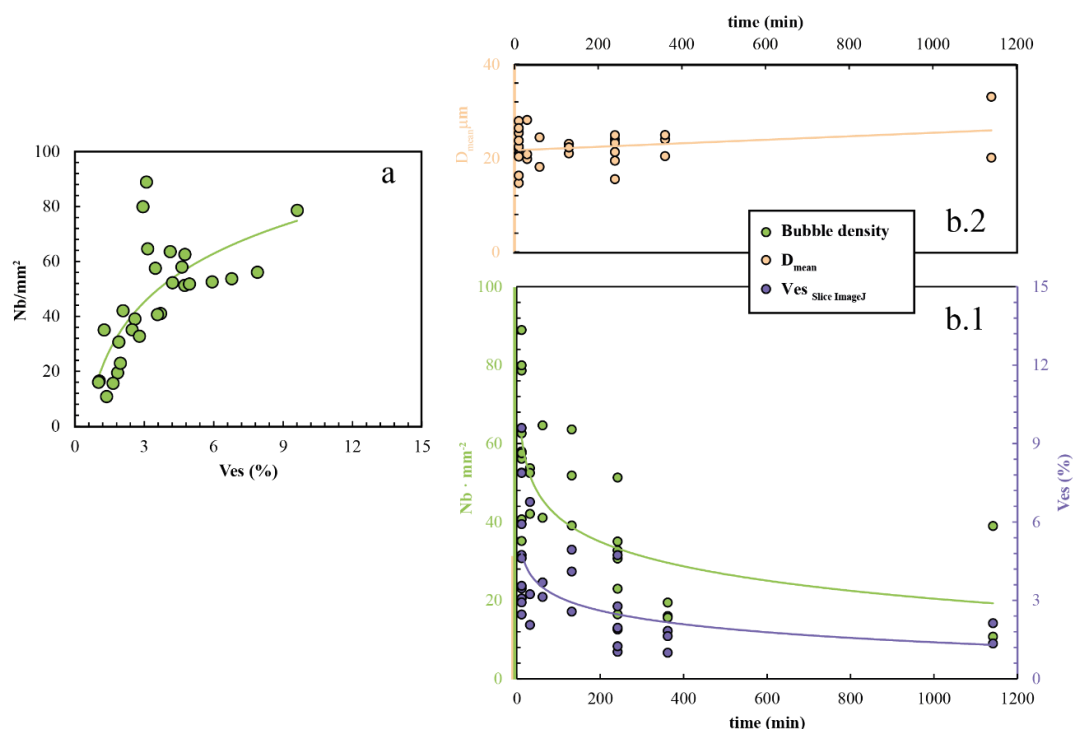 a
100
80
60
40
20
0
Nb/mm²
0 3 6 9 12 15
Ves (%)
time (min)
0 200 400 600 800 1000 1200
40
20
0
D mean, μm
b.2
Bubble density
D mean
Ves Slice ImageJ
b.1
100
80
60
40
20
0
Nb · mm⁻²
15
12
9
6
3
0
Ves (%)
0 200 400 600 800 1000 1200
time (min)